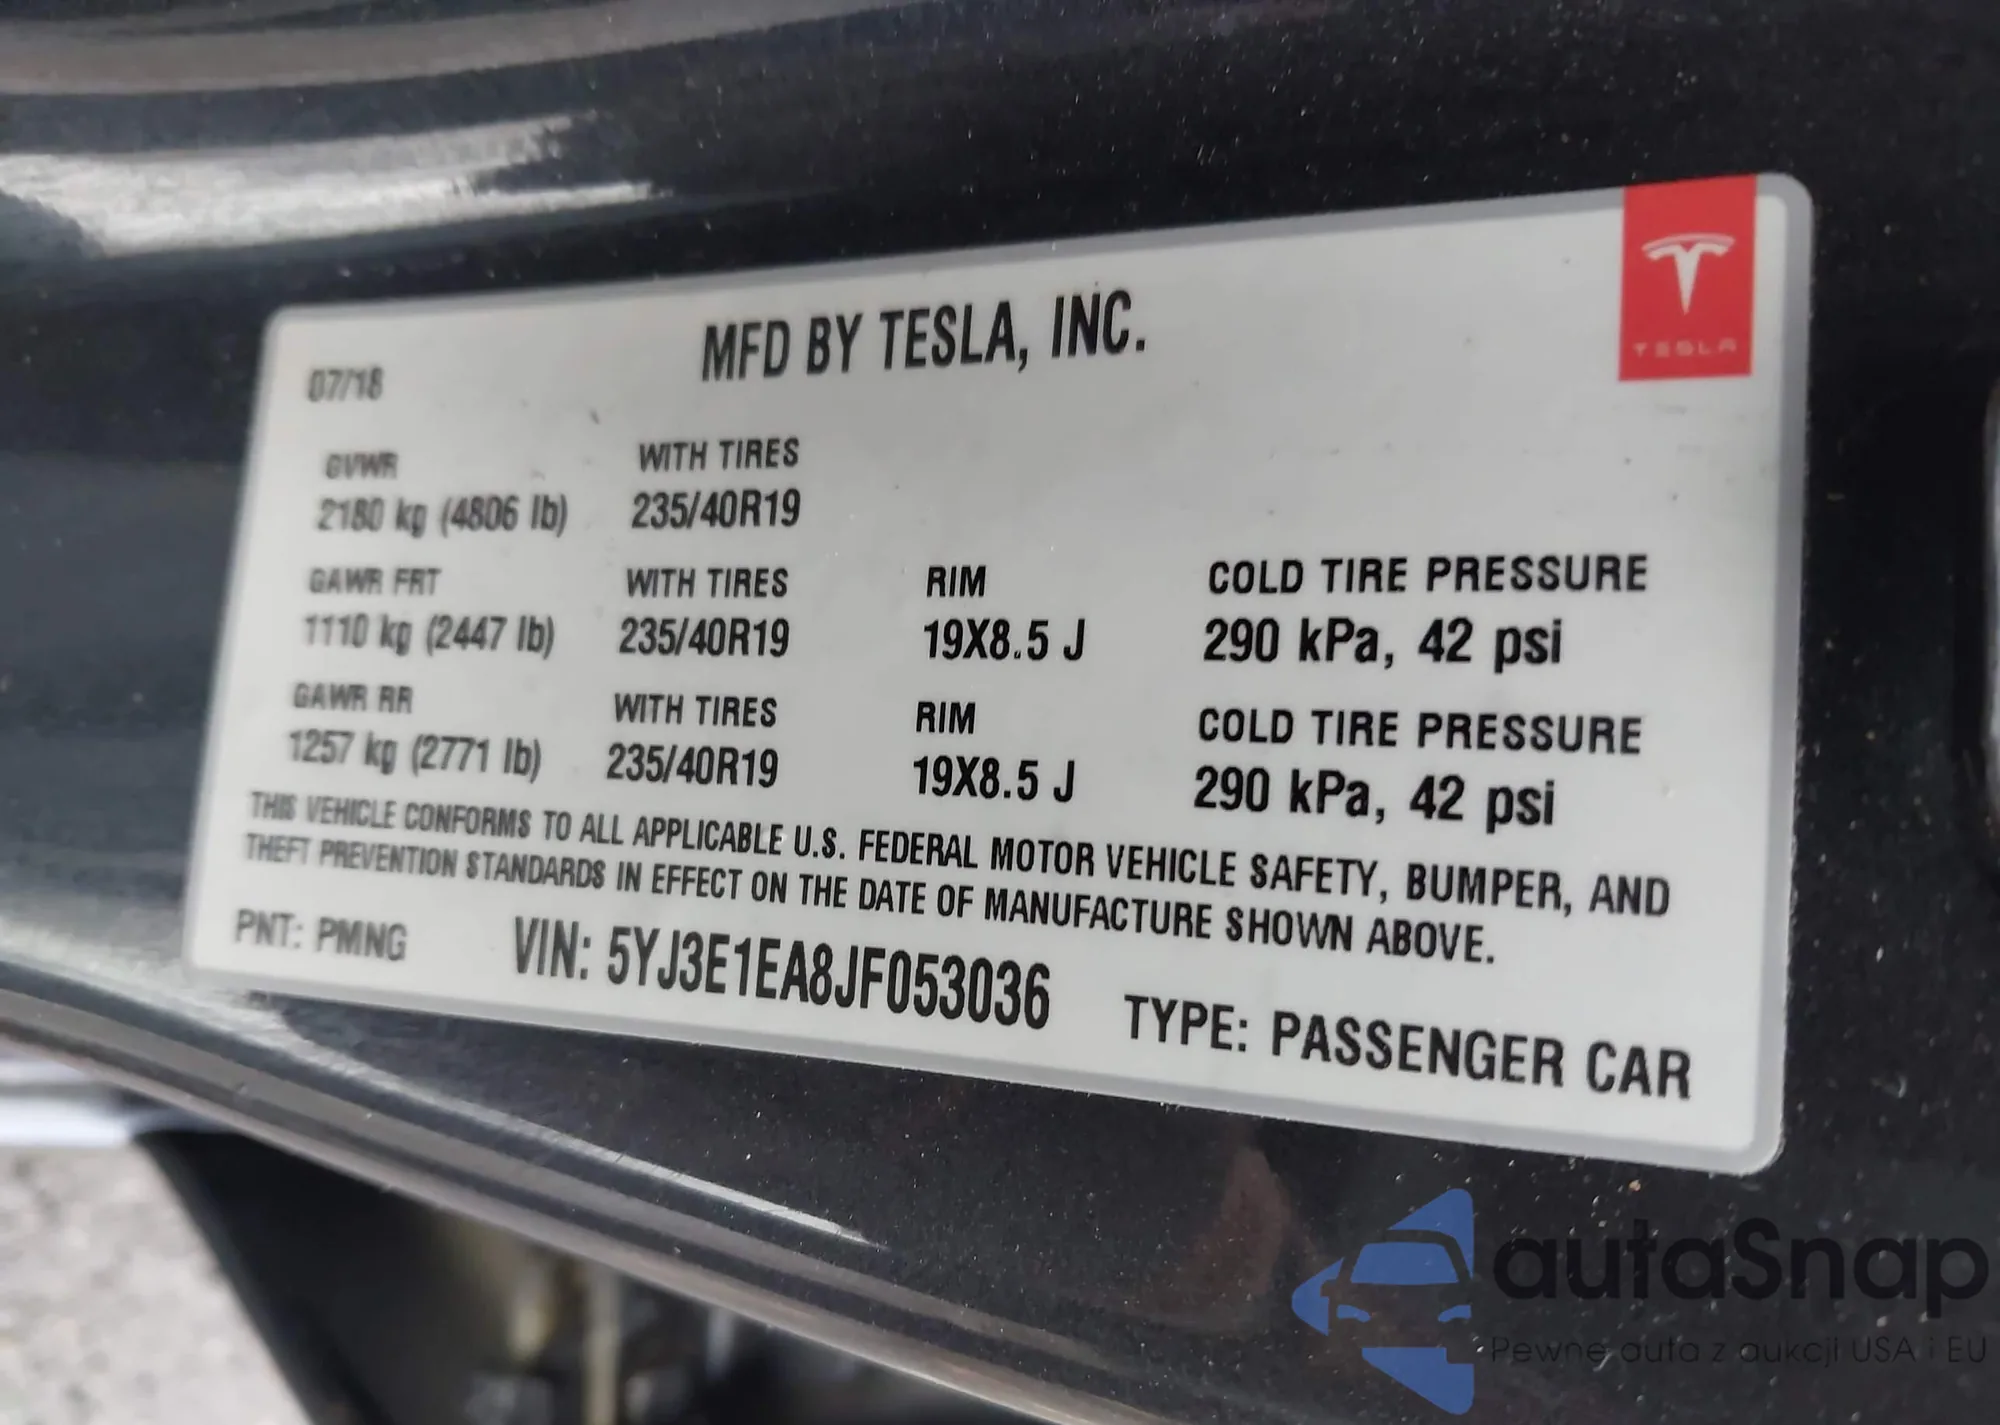 MFD BY TESLA, INC.
TESLA
07/18
GVWR WITH TIRES
2180 kg (4806 lb) 235/40R19
GAWR FRT WITH TIRES RIM COLD TIRE PRESSURE
1110 kg (2447 lb) 235/40R19 19X8.5 J 290 kPa, 42 psi
GAWR RR WITH TIRES RIM COLD TIRE PRESSURE
1257 kg (2771 lb) 235/40R19 19X8.5 J 290 kPa, 42 psi
THIS VEHICLE CONFORMS TO ALL APPLICABLE U.S. FEDERAL MOTOR VEHICLE SAFETY, BUMPER, AND
THEFT PREVENTION STANDARDS IN EFFECT ON THE DATE OF MANUFACTURE SHOWN ABOVE.
PNT: PMNG VIN: 5YJ3E1EA8JF053036 TYPE: PASSENGER CAR
autaSnap
Pewne auta z aukcji USA i EU